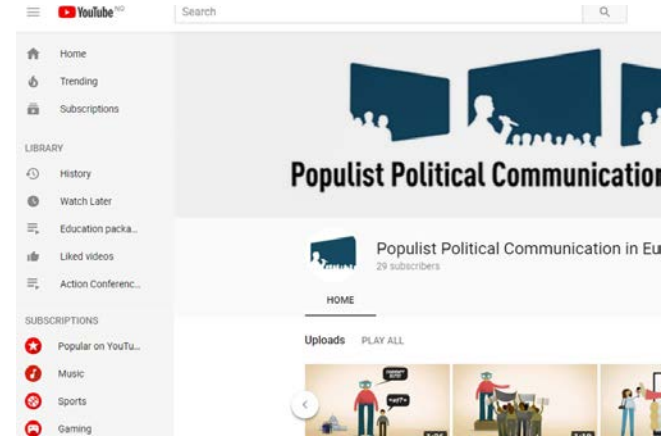 YouTube NO
Search
Home
Trending
Subscriptions
LIBRARY
History
Watch Later
Education packa...
Liked videos
Action Conferenc...
SUBSCRIPTIONS
Popular on YouTu...
Music
Sports
Gaming
Populist Political Communication
Populist Political Communication in Eu
29 subscribers
HOME
Uploads PLAY ALL